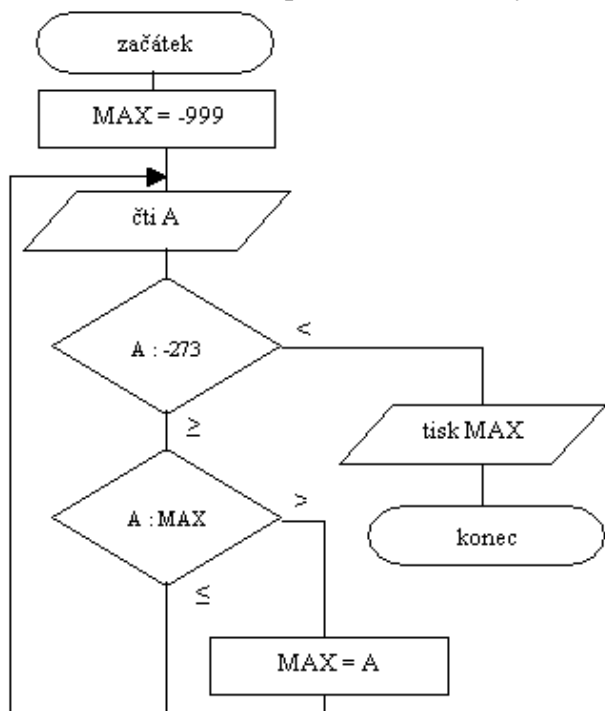 začátek
MAX = -999
čti A
A : -273
<
≥
tisk MAX
A : MAX
>
≤
konec
MAX = A